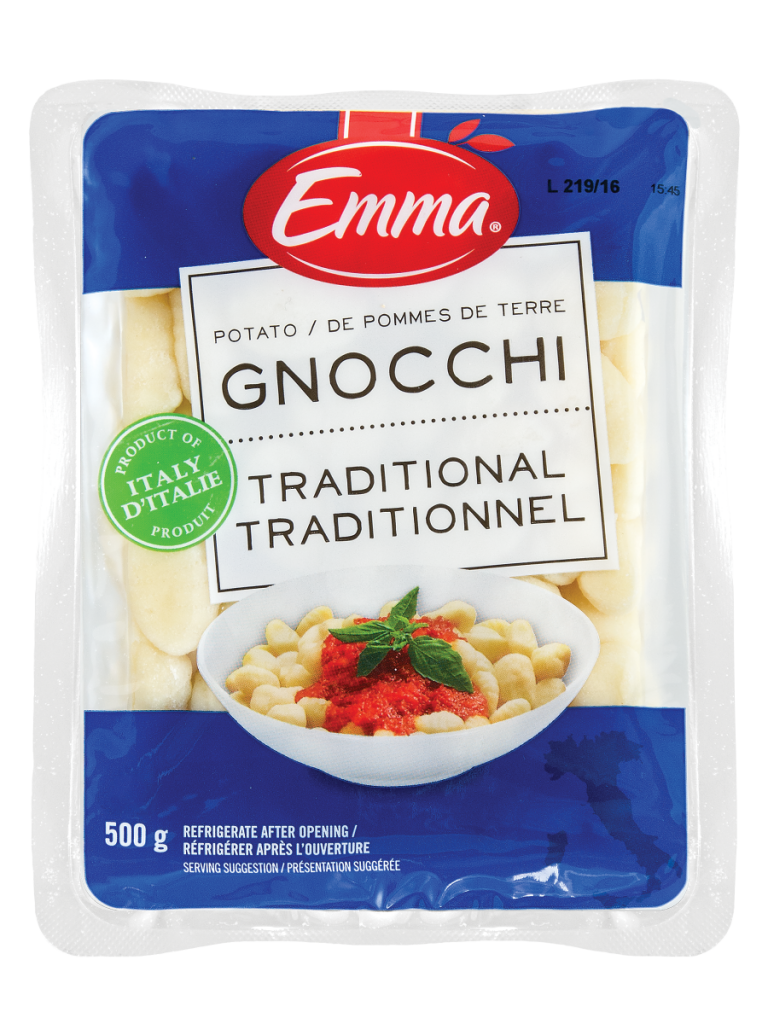 Emma®
L 219/16 15:45
POTATO / DE POMMES DE TERRE
GNOCCHI
TRADITIONAL
TRADITIONNEL
PRODUCT OF
ITALY
D'ITALIE
PRODUIT
500 g
REFRIGERATE AFTER OPENING /
RÉFRIGÉRER APRÈS L'OUVERTURE
SERVING SUGGESTION / PRÉSENTATION SUGGÉRÉE